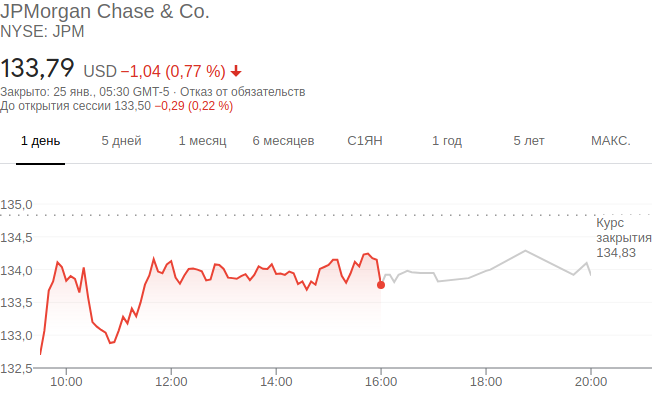 JPMorgan Chase & Co.
NYSE: JPM
133,79 USD −1,04 (0,77 %)
Закрыто: 25 янв., 05:30 GMT-5 · Отказ от обязательств
До открытия сессии 133,50 −0,29 (0,22 %)
1 день 5 дней 1 месяц 6 месяцев С1ЯН 1 год 5 лет МАКС.
135,0
Курс
134,5
закрытия
134,83
134,0
133,5
133,0
132,5
10:00 12:00 14:00 16:00 18:00 20:00